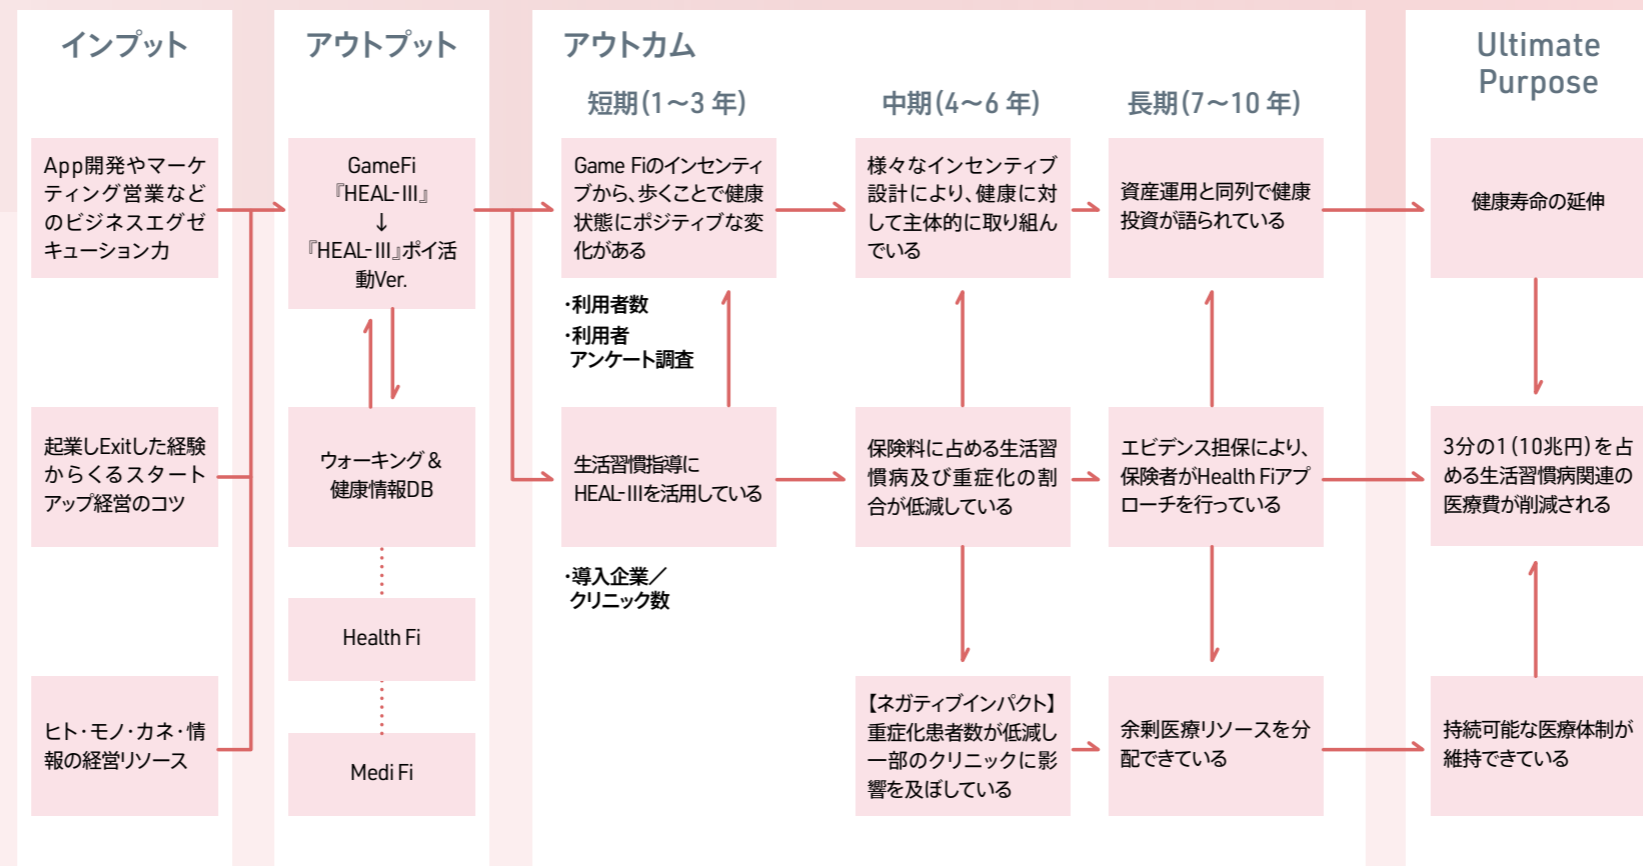 インプット
App開発やマーケ
ティング営業など
のビジネスエグゼ
キューション力
起業しExitした経験
からくるスタート
アップ経営のコツ
ヒト・モノ・カネ・情
報の経営リソース
アウトプット
GameFi
『HEAL-III』
↓
『HEAL-III』ポイ活
動Ver.
ウォーキング &
健康情報DB
Health Fi
Medi Fi
アウトカム
短期(1〜3 年)
Game Fiのインセンティ
ブから、歩くことで健康
状態にポジティブな変
化がある
・利用者数
・利用者
アンケート調査
生活習慣指導に
HEAL-IIIを活用している
・導入企業／
クリニック数
中期(4〜6 年)
様々なインセンティブ
設計により、健康に対
して主体的に取り組ん
でいる
保険料に占める生活習
慣病及び重症化の割
合が低減している
【ネガティブインパクト】
重症化患者数が低減し
一部のクリニックに影
響を及ぼしている
長期(7〜10 年)
資産運用と同列で健康
投資が語られている
エビデンス担保により、
保険者がHealth Fiアプ
ローチを行っている
余剰医療リソースを分
配できている
Ultimate
Purpose
健康寿命の延伸
3分の1(10兆円)を占
める生活習慣病関連の
医療費が削減される
持続可能な医療体制が
維持できている